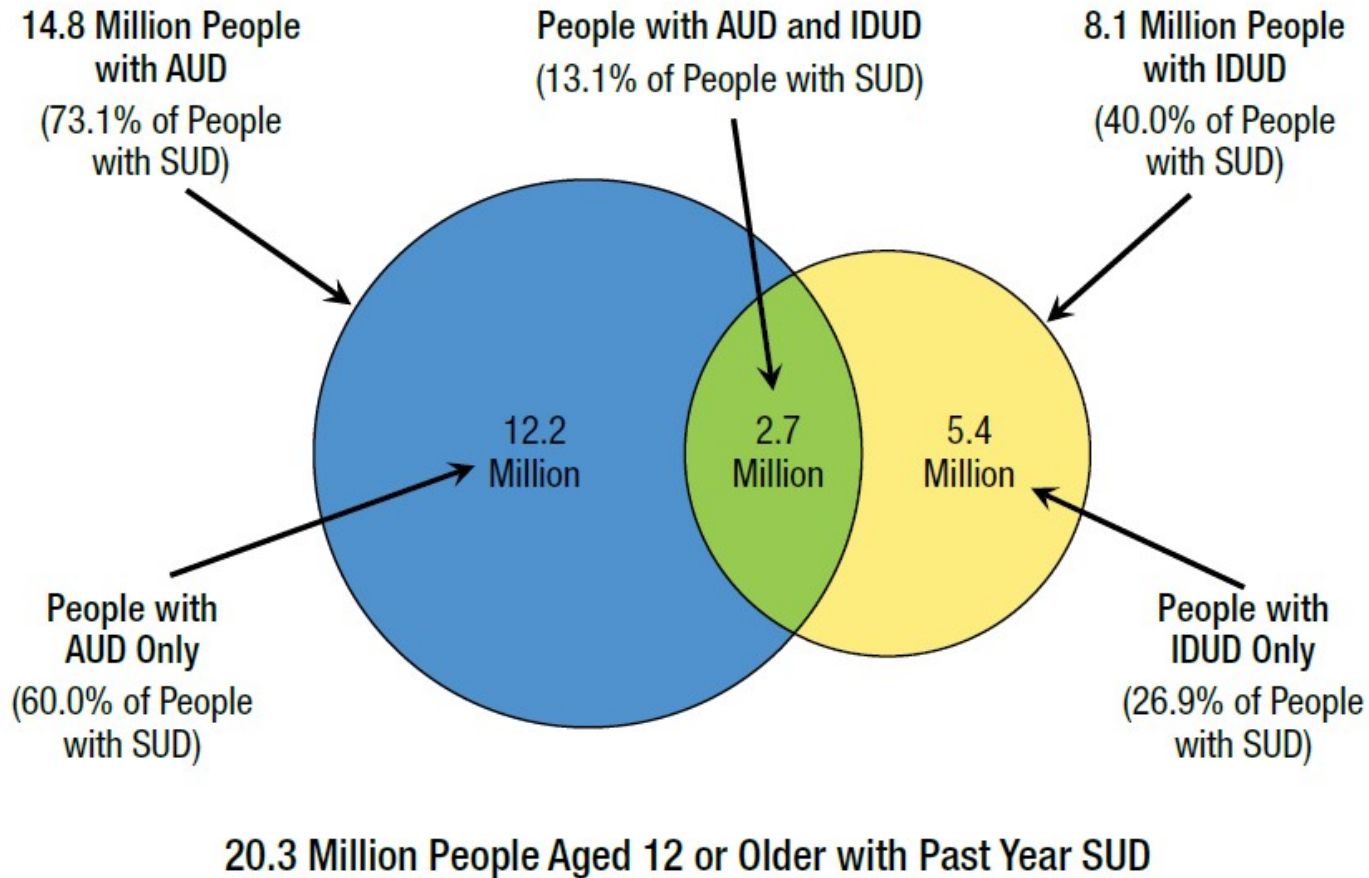 14.8 Million People
with AUD
(73.1% of People
with SUD)
People with AUD and IDUD
(13.1% of People with SUD)
8.1 Million People
with IDUD
(40.0% of People
with SUD)
12.2
Million
2.7
Million
5.4
Million
People with
AUD Only
(60.0% of People
with SUD)
People with
IDUD Only
(26.9% of People
with SUD)
20.3 Million People Aged 12 or Older with Past Year SUD